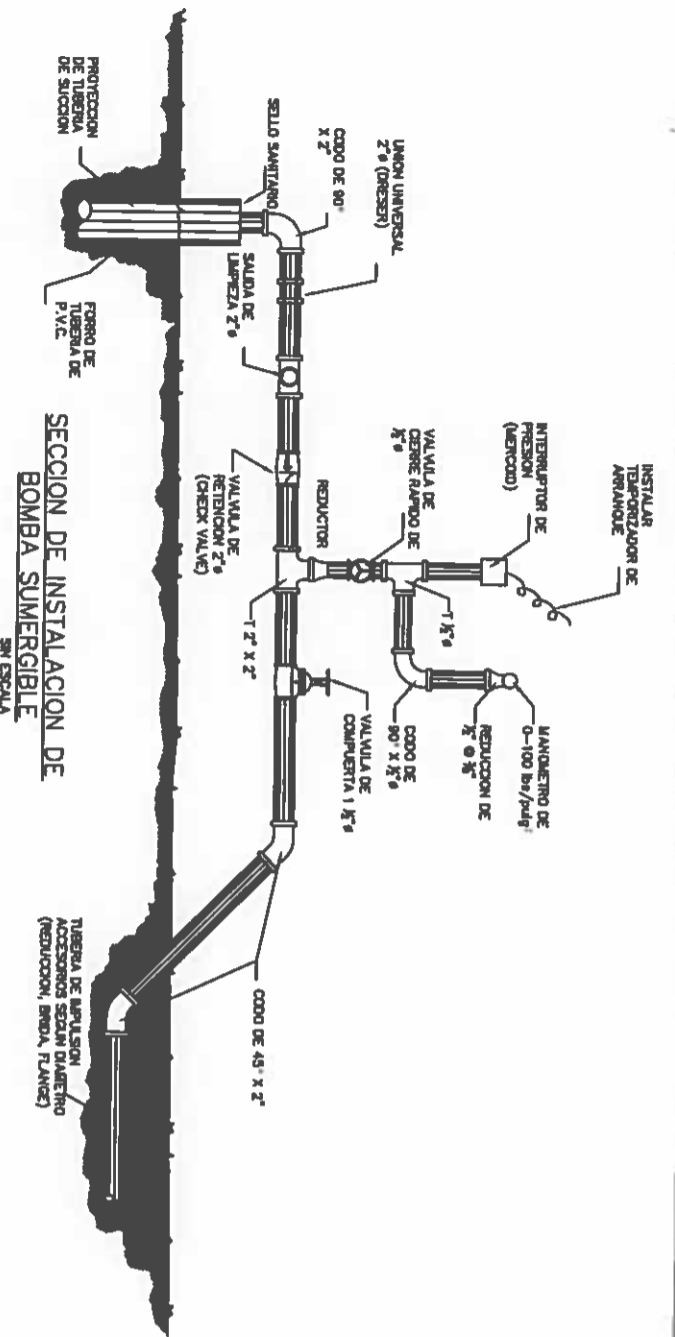 INSTALAR
TEMPORIZADOR DE
ARRANQUE
INTERRUPTOR DE
PRESION
(MERCOID)
MANOMETRO DE
0-100 lbs/pulg²
VALVULA DE
CIERRE RAPIDO DE
½"ø
T ½"ø
REDUCCION DE
½" @ ⅜"
CODO DE
90° X ½"ø
UNION UNIVERSAL
2"ø (DRESER)
CODO DE 90°
X 2"
SELLO SANITARIO
SALIDA DE
LIMPIEZA 2"ø
REDUCTOR
VALVULA DE
RETENCION 2"ø
(CHECK VALVE)
T 2" X 2"
VALVULA DE
COMPUERTA 1 ½"ø
CODO DE 45° X 2"
PROYECCION
DE TUBERIA
DE SUCCION
FORRO DE
TUBERIA DE
P.V.C.
TUBERIA DE IMPULSION
ACCESORIOS SEGUN DIAMETRO
(REDUCCION, BRIDA, FLANGE)
SECCION DE INSTALACION DE
BOMBA SUMERGIBLE
SIN ESCALA